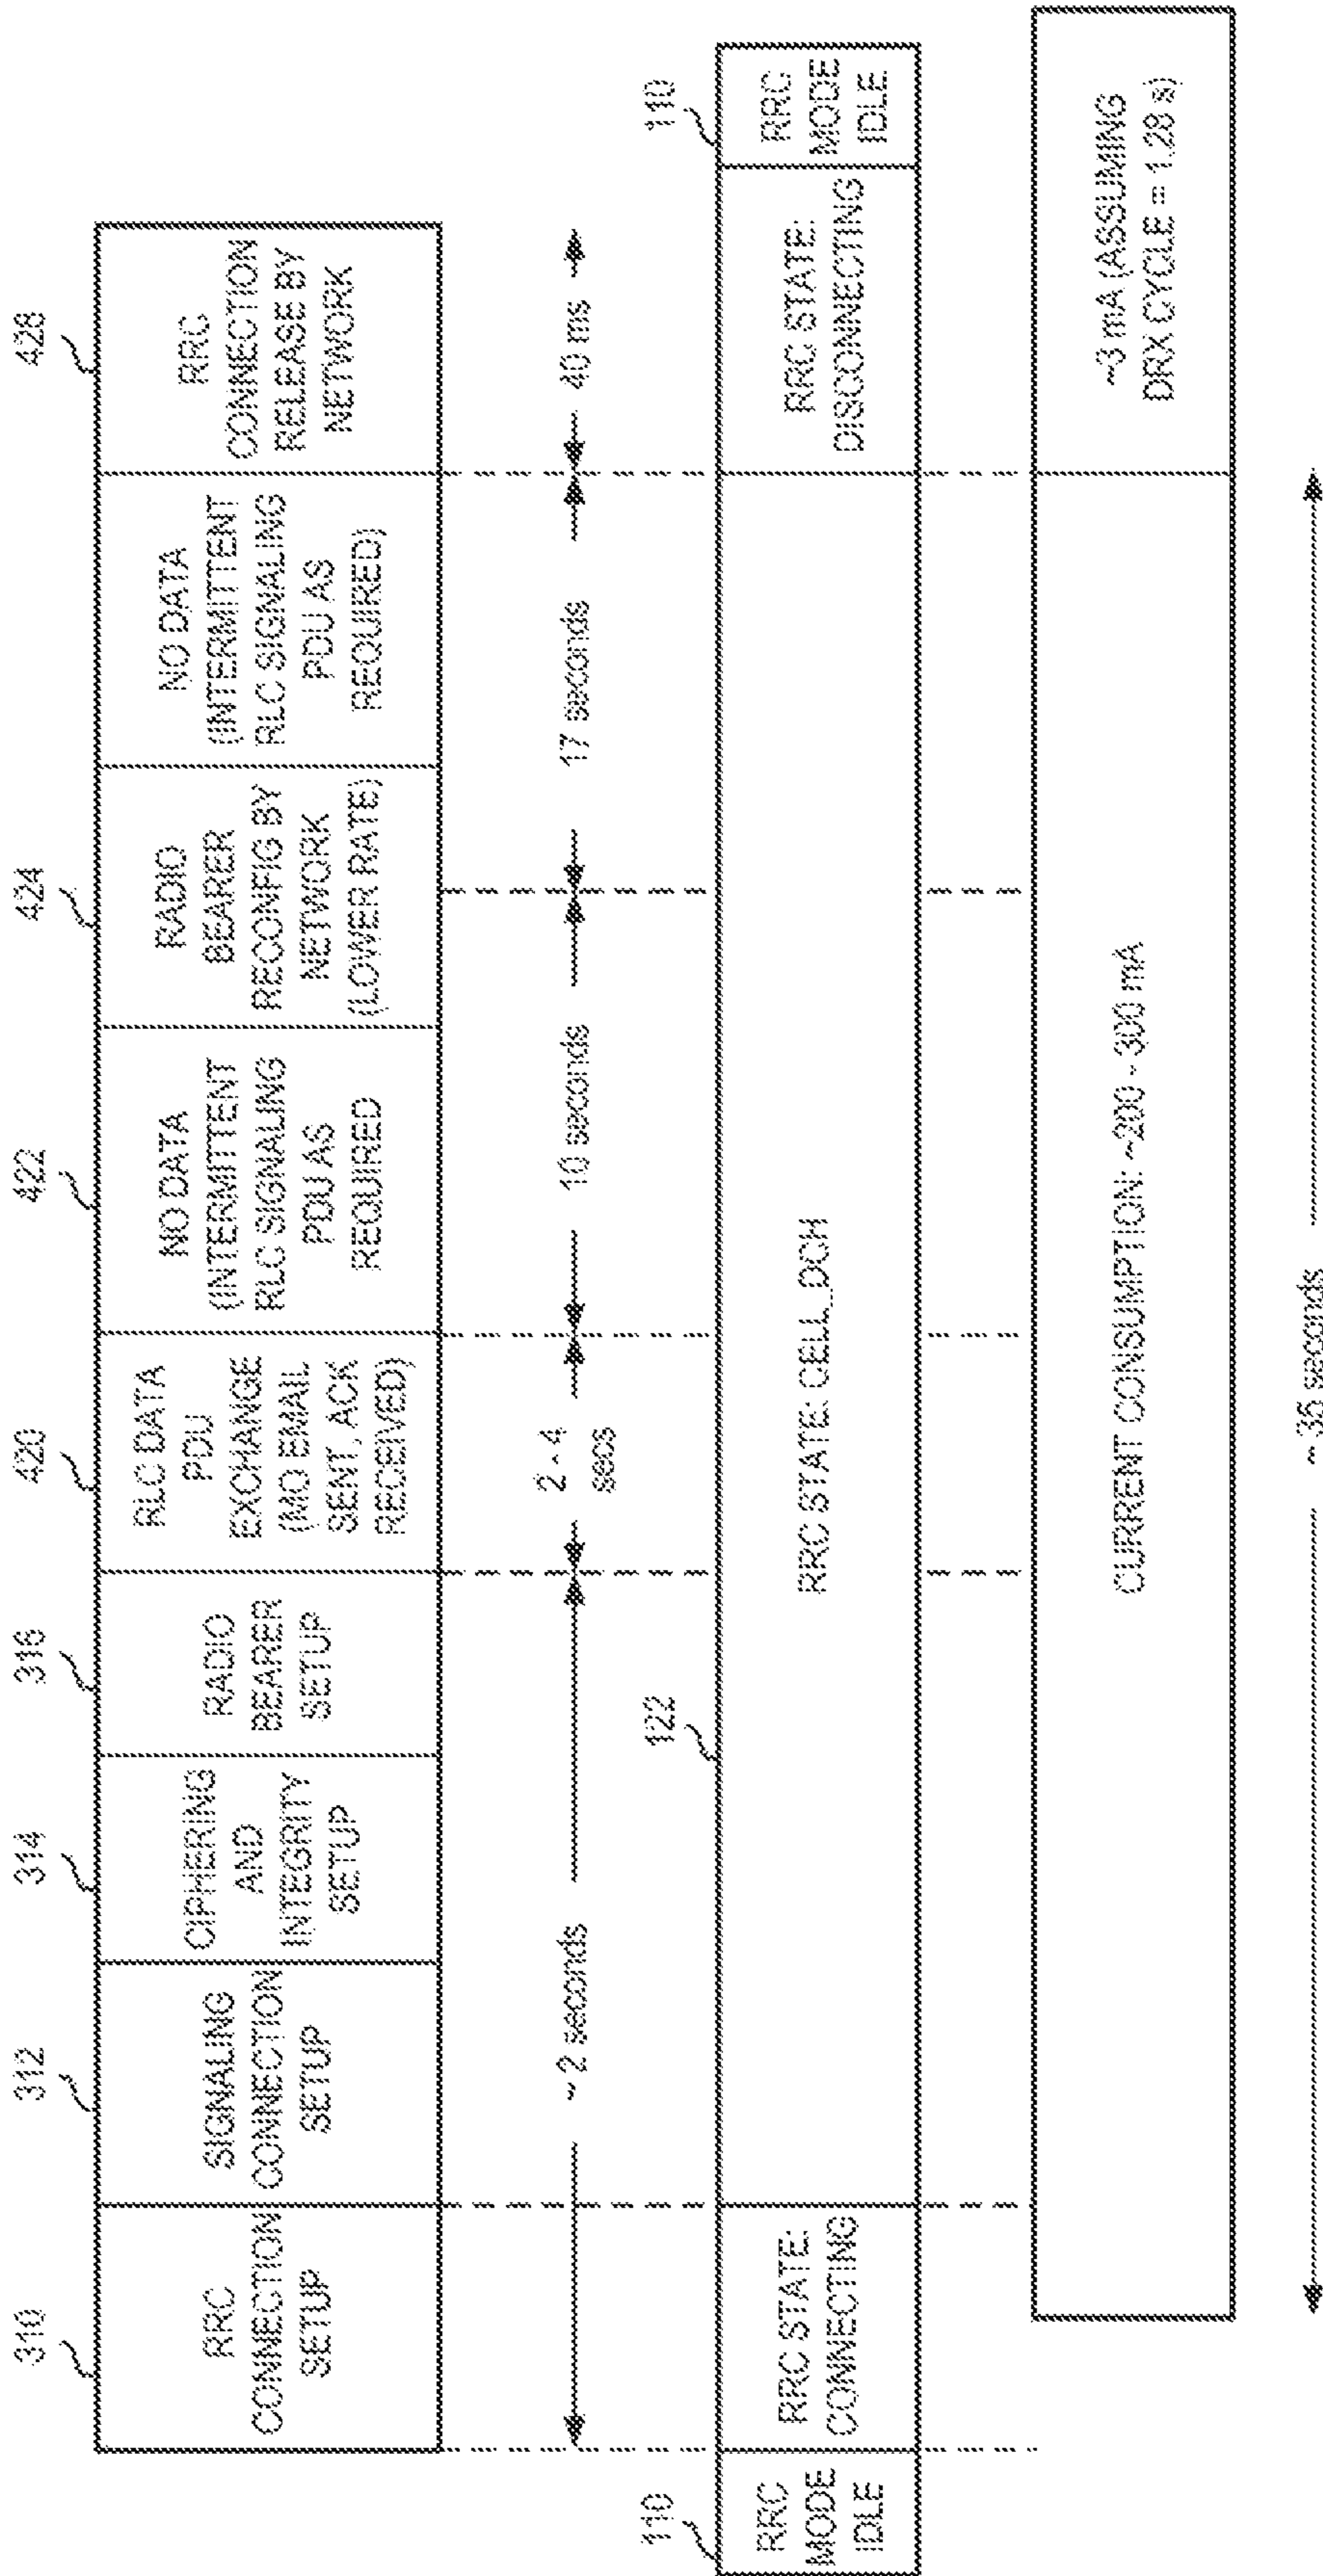 310
312
314
316
420
422
424
428
RRC
CONNECTION
SETUP
SIGNALING
CONNECTION
SETUP
CIPHERING
AND
INTEGRITY
SETUP
RADIO
BEARER
SETUP
RLC DATA
PDU
EXCHANGE
(MO EMAIL
SENT, ACK
RECEIVED)
NO DATA
(INTERMITTENT
RLC SIGNALING
PDU AS
REQUIRED
RADIO
BEARER
RECONFIG BY
NETWORK
(LOWER RATE)
NO DATA
(INTERMITTENT
RLC SIGNALING
PDU AS
REQUIRED)
RRC
CONNECTION
RELEASE BY
NETWORK
~ 2 seconds
2 - 4
secs
10 seconds
17 seconds
40 ms
110
122
110
RRC
MODE
IDLE
RRC STATE:
CONNECTING
RRC STATE: CELL_DCH
RRC STATE:
DISCONNECTING
RRC
MODE
IDLE
CURRENT CONSUMPTION: ~200 - 300 mA
~3 mA (ASSUMING
DRX CYCLE = 1.28 s)
~ 35 seconds